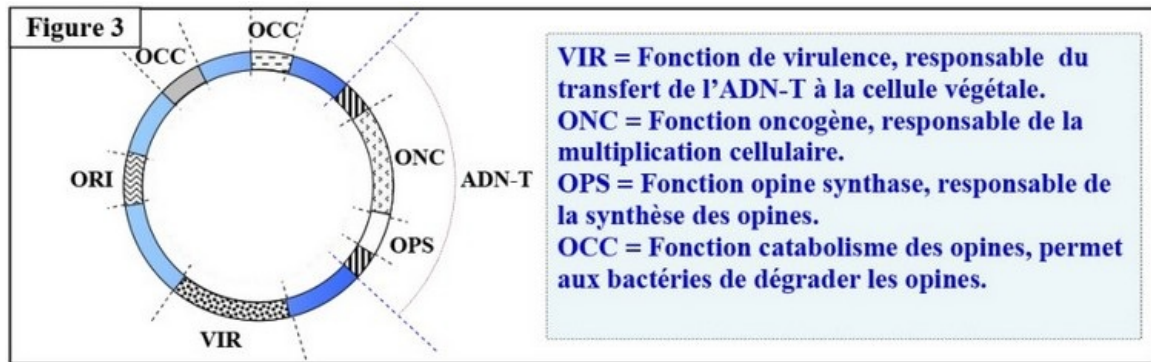 Figure 3
OCC
OCC
ONC
ADN-T
ORI
OPS
VIR
VIR = Fonction de virulence, responsable du
transfert de l'ADN-T à la cellule végétale.
ONC = Fonction oncogène, responsable de la
multiplication cellulaire.
OPS = Fonction opine synthase, responsable de
la synthèse des opines.
OCC = Fonction catabolisme des opines, permet
aux bactéries de dégrader les opines.